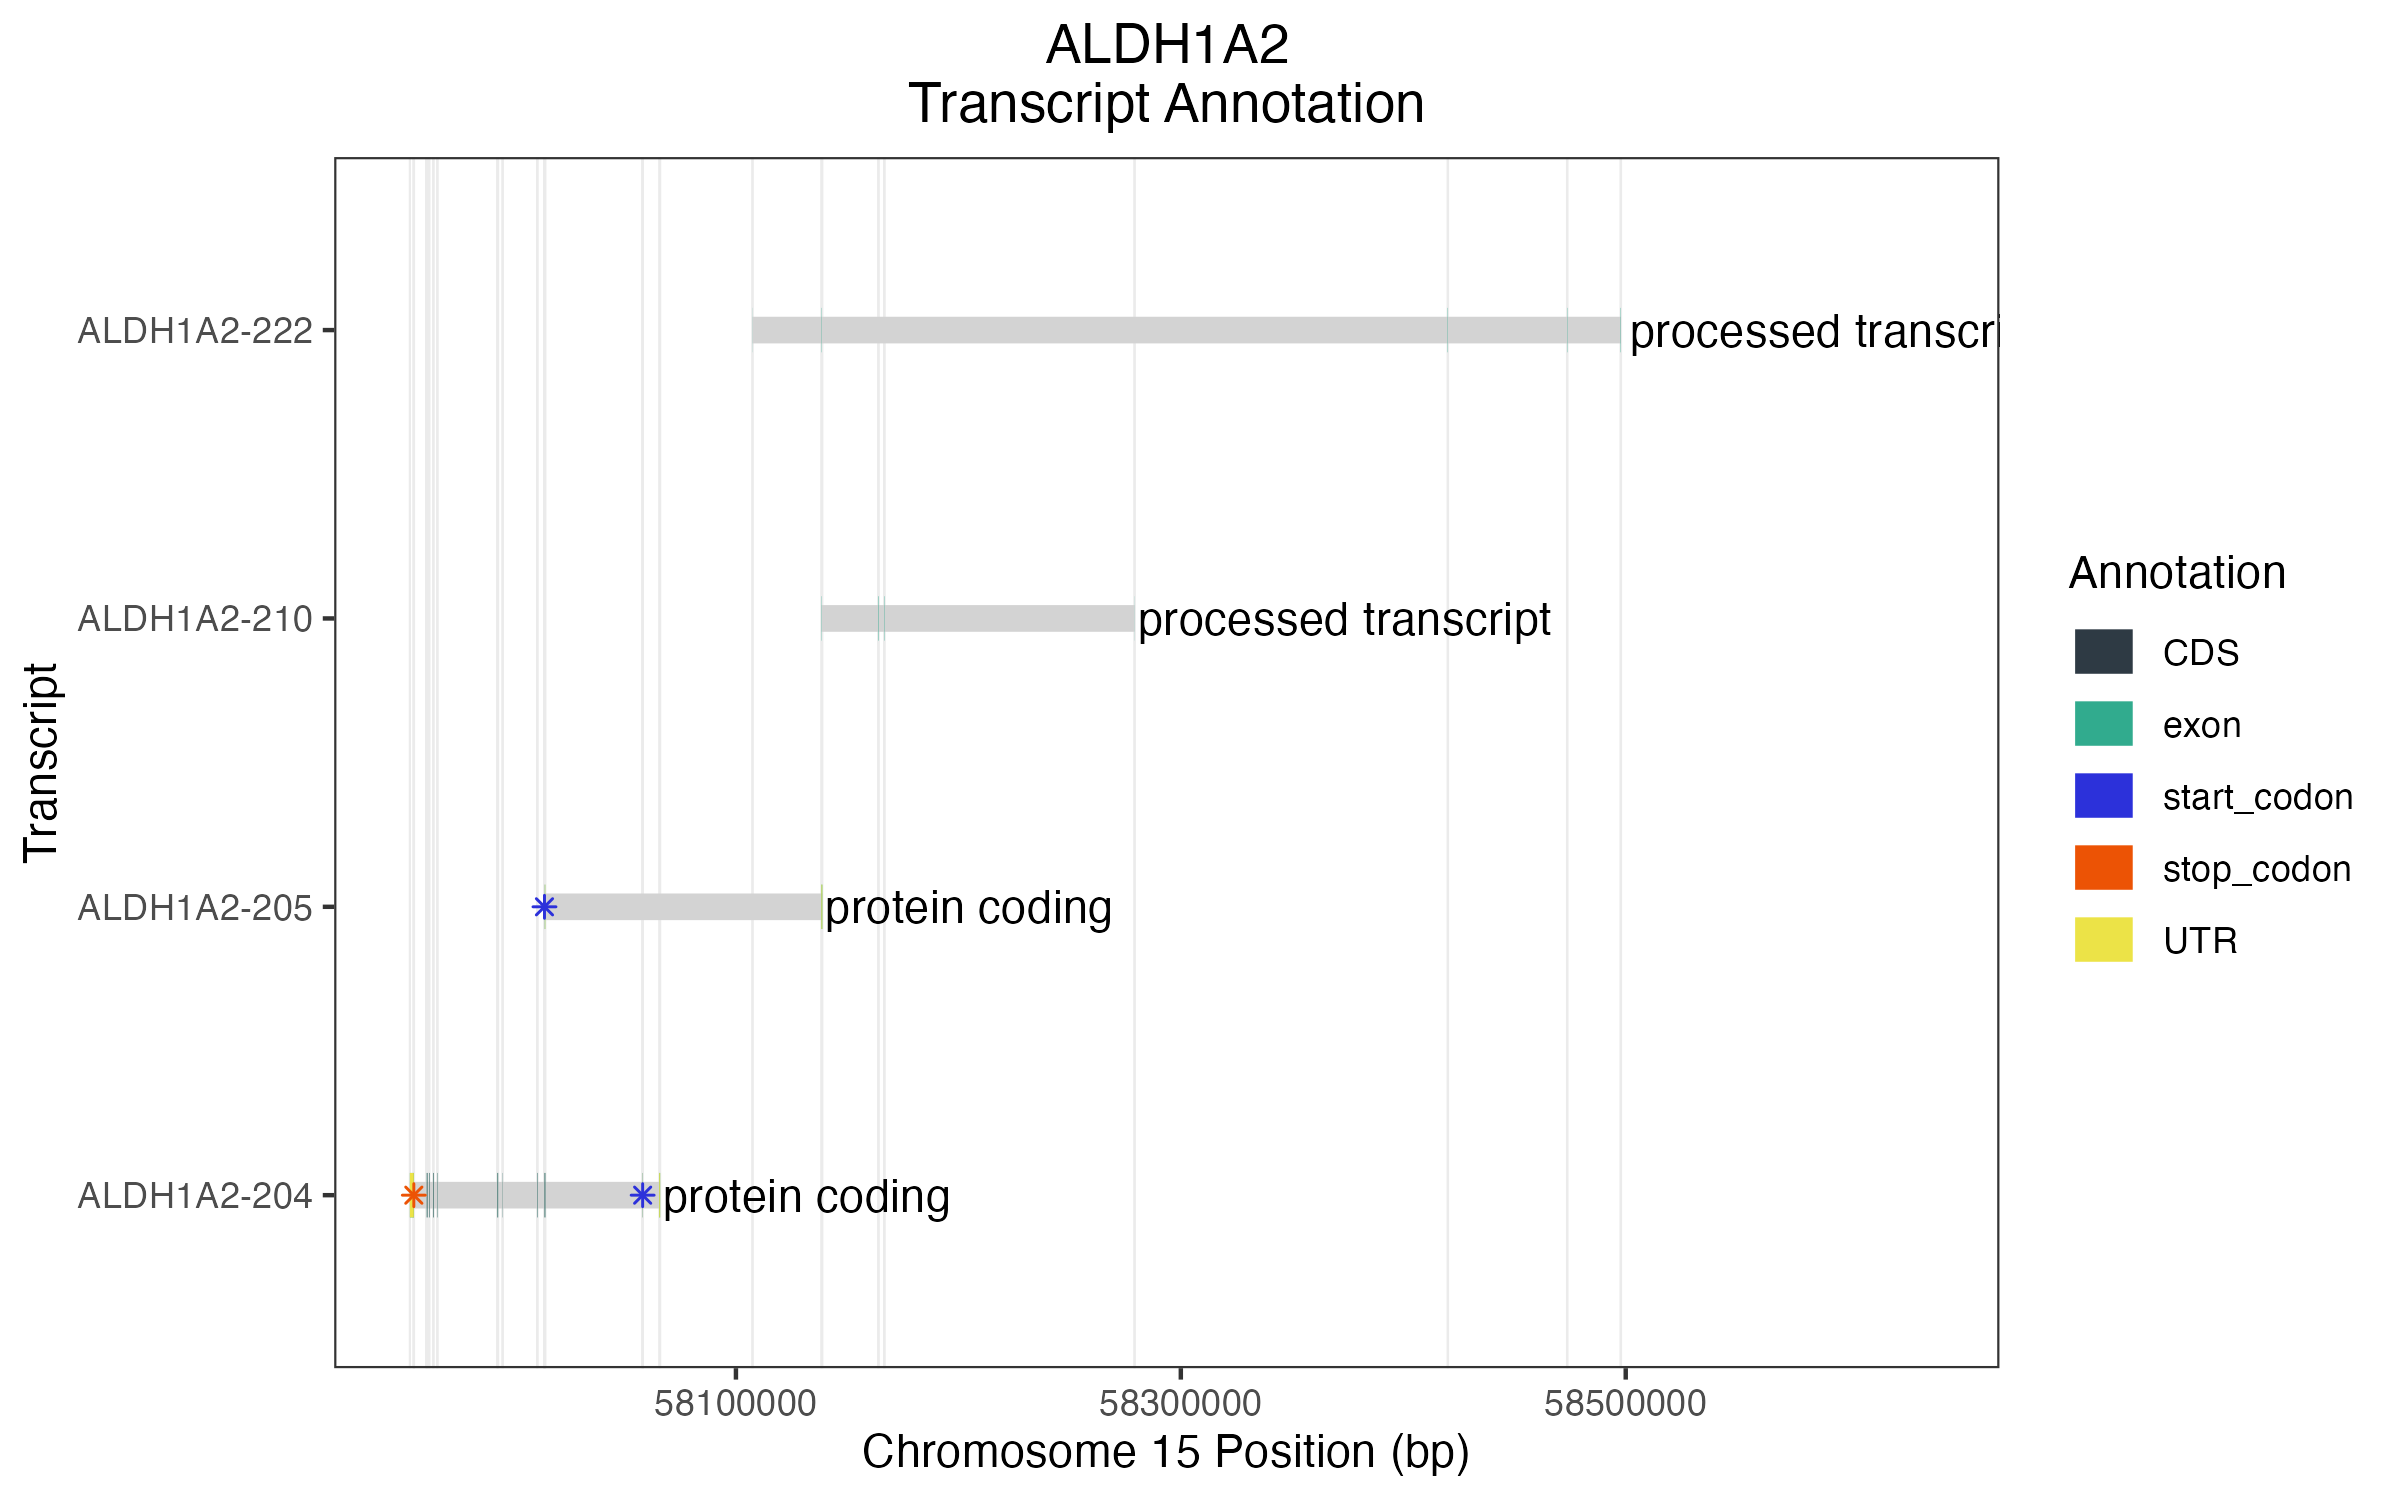 ALDH1A2
Transcript Annotation
Transcript
ALDH1A2-222
processed transcri
ALDH1A2-210
processed transcript
ALDH1A2-205
protein coding
ALDH1A2-204
protein coding
58100000
58300000
58500000
Chromosome 15 Position (bp)
Annotation
CDS
exon
start_codon
stop_codon
UTR